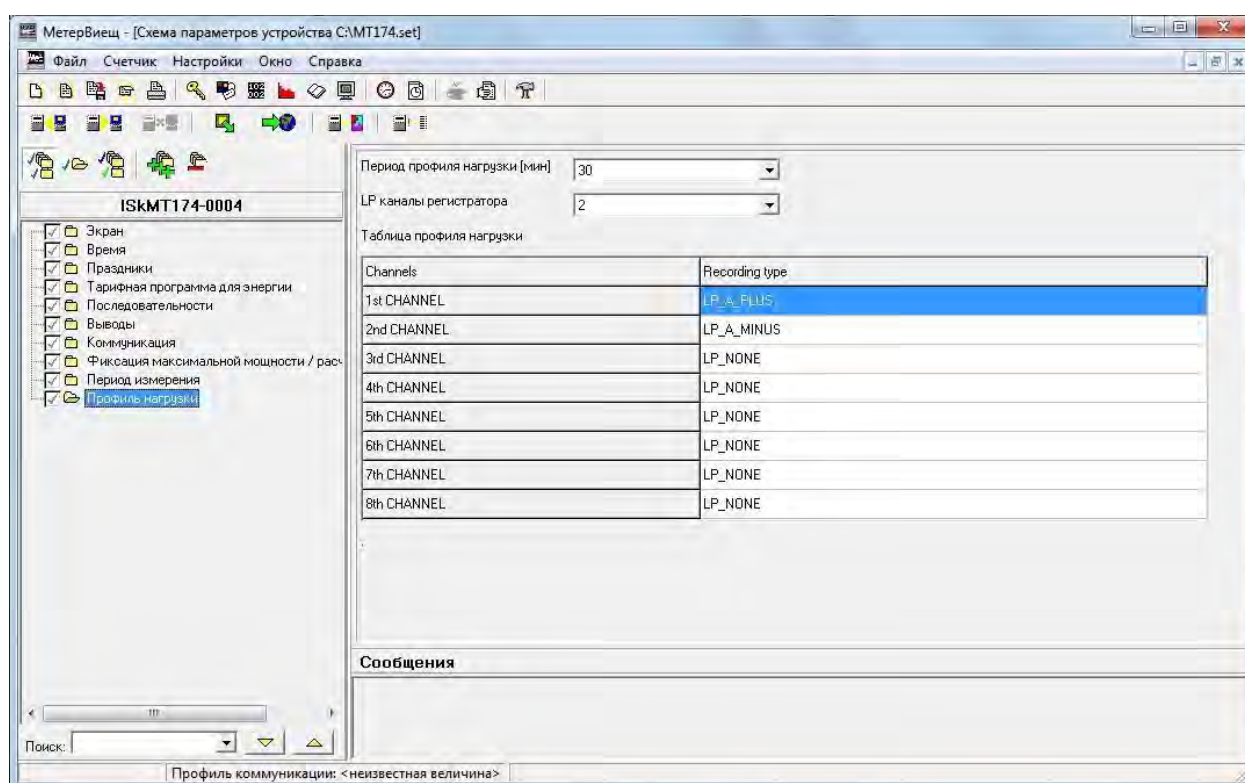 МетерВиещ - [Схема параметров устройства C:\MT174.set]
Файл Счетчик Настройки Окно Справка
ISkMT174-0004
Экран
Время
Праздники
Тарифная программа для энергии
Последовательности
Выводы
Коммуникация
Фиксация максимальной мощности / расч
Период измерения
Профиль нагрузки
Поиск:
Период профиля нагрузки [мин] 30
LP каналы регистратора 2
Таблица профиля нагрузки
Channels Recording type
1st CHANNEL LP_A_PLUS
2nd CHANNEL LP_A_MINUS
3rd CHANNEL LP_NONE
4th CHANNEL LP_NONE
5th CHANNEL LP_NONE
6th CHANNEL LP_NONE
7th CHANNEL LP_NONE
8th CHANNEL LP_NONE
Сообщения
Профиль коммуникации: <неизвестная величина>